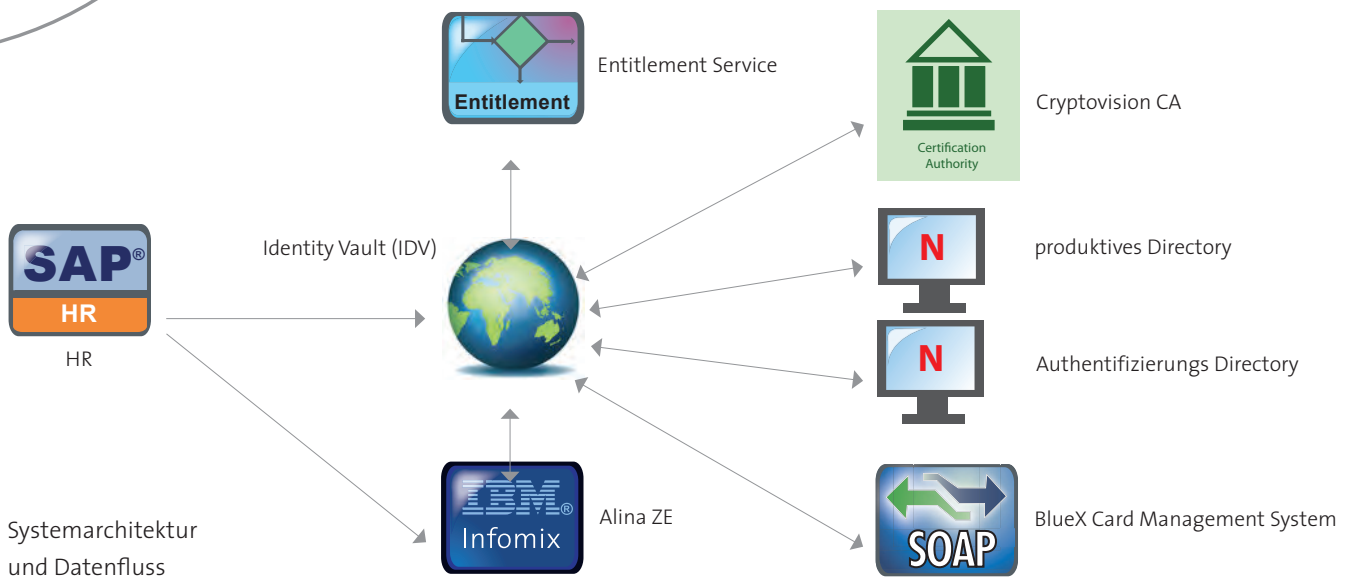 Entitlement
Entitlement Service
Certification
Authority
Cryptovision CA
SAP®
HR
HR
Identity Vault (IDV)
N
produktives Directory
N
Authentifizierungs Directory
IBM®
Infomix
Alina ZE
SOAP
BlueX Card Management System
Systemarchitektur
und Datenfluss